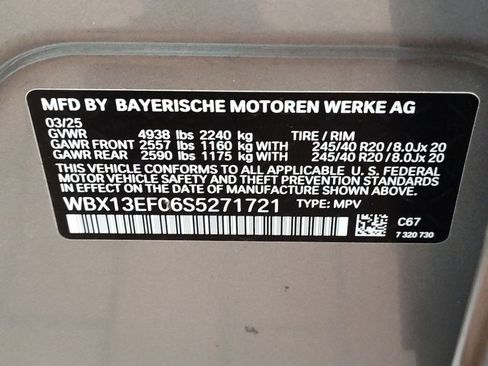 MFD BY BAYERISCHE MOTOREN WERKE AG
03/25
GVWR 4938 lbs 2240 kg TIRE / RIM
GAWR FRONT 2557 lbs 1160 kg WITH 245/40 R20 / 8.0Jx 20
GAWR REAR 2590 lbs 1175 kg WITH 245/40 R20 / 8.0Jx 20
THIS VEHICLE CONFORMS TO ALL APPLICABLE U. S. FEDERAL
MOTOR VEHICLE SAFETY, BUMPER, AND THEFT PREVENTION
STANDARDS IN EFFECT ON THE DATE OF MANUFACTURE
SHOWN ABOVE.
WBX13EF06S5271721 TYPE: MPV
C67
7 320 730